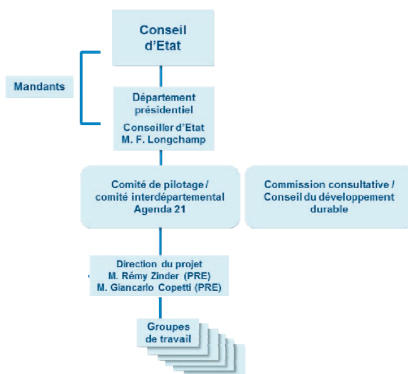 Conseil
d'Etat
Mandants
Département
présidentiel
Conseiller d'Etat
M. F. Longchamp
Comité de pilotage /
comité interdépartemental
Agenda 21
Commission consultative /
Conseil du développement
durable
Direction du projet
M. Rémy Zinder (PRE)
M. Giancarlo Copetti (PRE)
Groupes
de travail